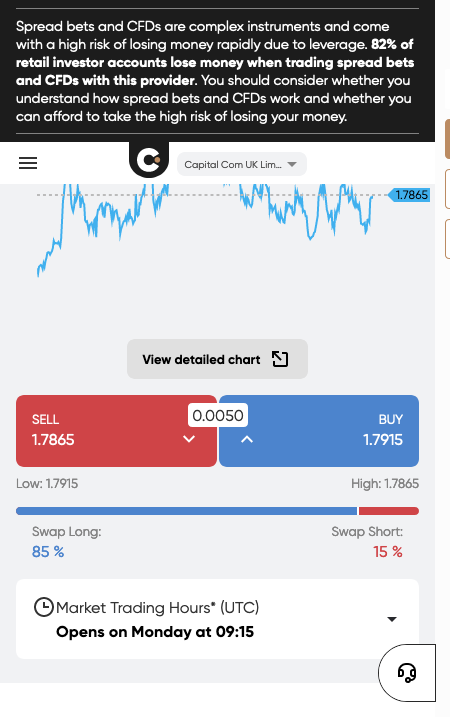 Spread bets and CFDs are complex instruments and come
with a high risk of losing money rapidly due to leverage. 82% of
retail investor accounts lose money when trading spread bets
and CFDs with this provider. You should consider whether you
understand how spread bets and CFDs work and whether you
can afford to take the high risk of losing your money.
Capital Com UK Lim...
1.7865
View detailed chart
0.0050
SELL BUY
1.7865 1.7915
Low: 1.7915 High: 1.7865
Swap Long: Swap Short:
85 % 15 %
Market Trading Hours* (UTC)
Opens on Monday at 09:15